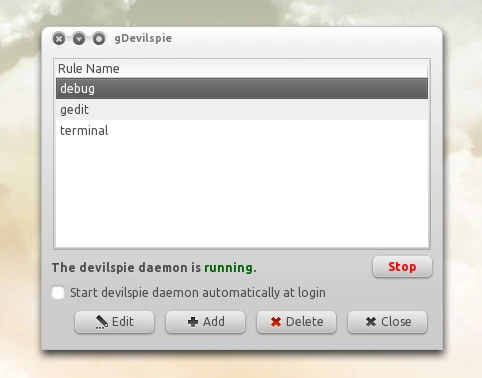 gDevilspie
Rule Name
debug
gedit
terminal
The devilspie daemon is running.
Stop
Start devilspie daemon automatically at login
Edit
Add
Delete
Close